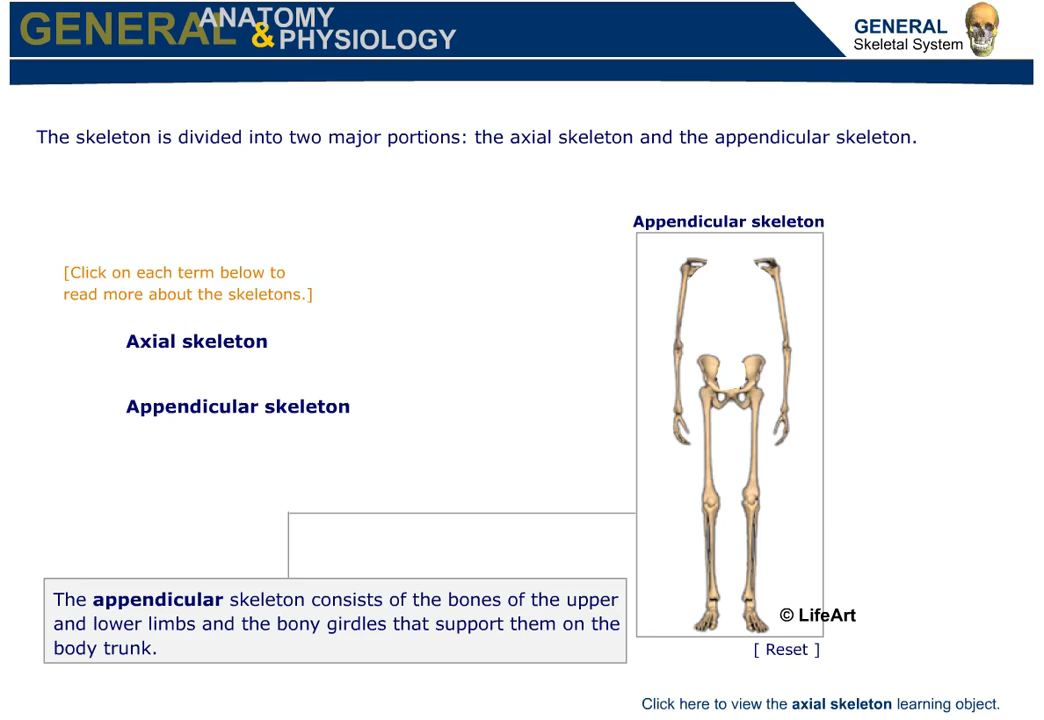 GENERAL ANATOMY
& PHYSIOLOGY
GENERAL
Skeletal System
The skeleton is divided into two major portions: the axial skeleton and the appendicular skeleton.
Appendicular skeleton
[Click on each term below to
read more about the skeletons.]
Axial skeleton
Appendicular skeleton
The appendicular skeleton consists of the bones of the upper
and lower limbs and the bony girdles that support them on the
body trunk.
© LifeArt
[ Reset ]
Click here to view the axial skeleton learning object.